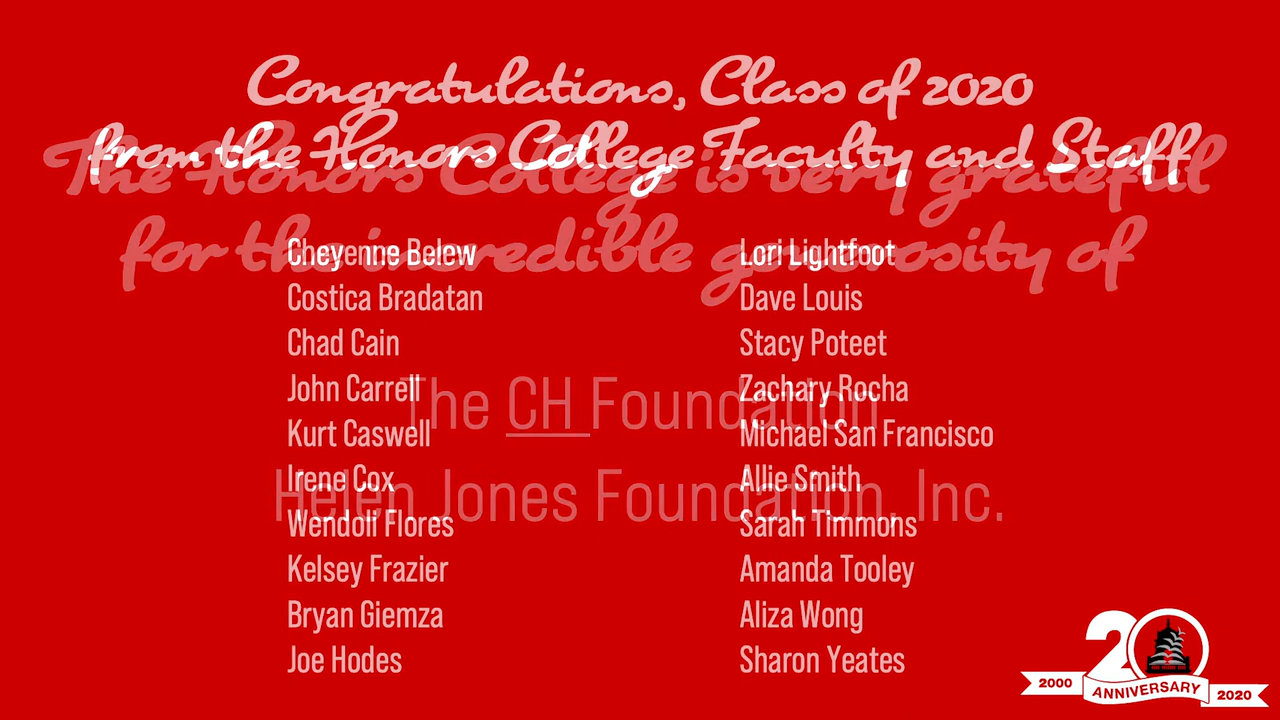 Congratulations, Class of 2020
from the Honors College Faculty and Staff
The Honors College is very grateful
for the incredible generosity of
Cheyenne Belew
Costica Bradatan
Chad Cain
John Carrell
Kurt Caswell
Irene Cox
Wendoli Flores
Kelsey Frazier
Bryan Giemza
Joe Hodes
Lori Lightfoot
Dave Louis
Stacy Poteet
Zachary Rocha
Michael San Francisco
Allie Smith
Sarah Timmons
Amanda Tooley
Aliza Wong
Sharon Yeates
The CH Foundation
Helen Jones Foundation, Inc.
20
2000 ANNIVERSARY 2020